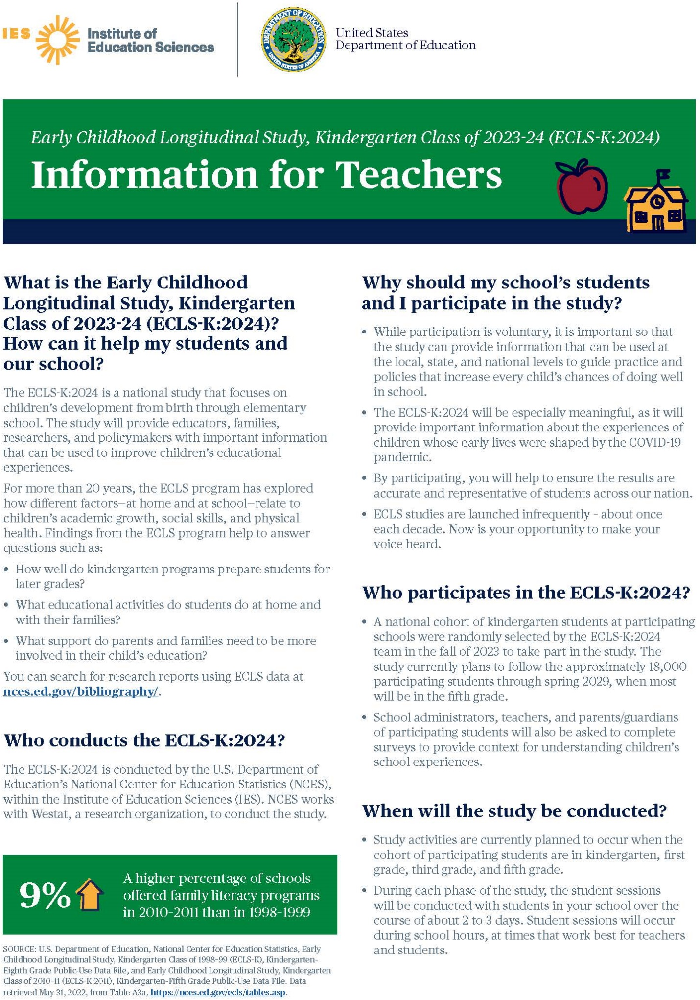 IES
Institute of
Education Sciences
DEPARTMENT OF EDUCATION
UNITED STATES OF AMERICA
United States
Department of Education
Early Childhood Longitudinal Study, Kindergarten Class of 2023-24 (ECLS-K:2024)
Information for Teachers
What is the Early Childhood
Longitudinal Study, Kindergarten
Class of 2023-24 (ECLS-K:2024)?
How can it help my students and
our school?
The ECLS-K:2024 is a national study that focuses on
children’s development from birth through elementary
school. The study will provide educators, families,
researchers, and policymakers with important information
that can be used to improve children’s educational
experiences.
For more than 20 years, the ECLS program has explored
how different factors—at home and at school—relate to
children’s academic growth, social skills, and physical
health. Findings from the ECLS program help to answer
questions such as:
• How well do kindergarten programs prepare students for
later grades?
• What educational activities do students do at home and
with their families?
• What support do parents and families need to be more
involved in their child’s education?
You can search for research reports using ECLS data at
nces.ed.gov/bibliography/.
Who conducts the ECLS-K:2024?
The ECLS-K:2024 is conducted by the U.S. Department of
Education’s National Center for Education Statistics (NCES),
within the Institute of Education Sciences (IES). NCES works
with Westat, a research organization, to conduct the study.
9%
A higher percentage of schools
offered family literacy programs
in 2010-2011 than in 1998-1999
SOURCE: U.S. Department of Education, National Center for Education Statistics, Early
Childhood Longitudinal Study, Kindergarten Class of 1998-99 (ECLS-K), Kindergarten-
Eighth Grade Public-Use Data File, and Early Childhood Longitudinal Study, Kindergarten
Class of 2010-11 (ECLS-K:2011), Kindergarten-Fifth Grade Public-Use Data File. Data
retrieved May 31, 2022, from Table A3a, https://nces.ed.gov/ecls/tables.asp.
Why should my school’s students
and I participate in the study?
• While participation is voluntary, it is important so that
the study can provide information that can be used at
the local, state, and national levels to guide practice and
policies that increase every child’s chances of doing well
in school.
• The ECLS-K:2024 will be especially meaningful, as it will
provide important information about the experiences of
children whose early lives were shaped by the COVID-19
pandemic.
• By participating, you will help to ensure the results are
accurate and representative of students across our nation.
• ECLS studies are launched infrequently - about once
each decade. Now is your opportunity to make your
voice heard.
Who participates in the ECLS-K:2024?
• A national cohort of kindergarten students at participating
schools were randomly selected by the ECLS-K:2024
team in the fall of 2023 to take part in the study. The
study currently plans to follow the approximately 18,000
participating students through spring 2029, when most
will be in the fifth grade.
• School administrators, teachers, and parents/guardians
of participating students will also be asked to complete
surveys to provide context for understanding children’s
school experiences.
When will the study be conducted?
• Study activities are currently planned to occur when the
cohort of participating students are in kindergarten, first
grade, third grade, and fifth grade.
• During each phase of the study, the student sessions
will be conducted with students in your school over the
course of about 2 to 3 days. Student sessions will occur
during school hours, at times that work best for teachers
and students.